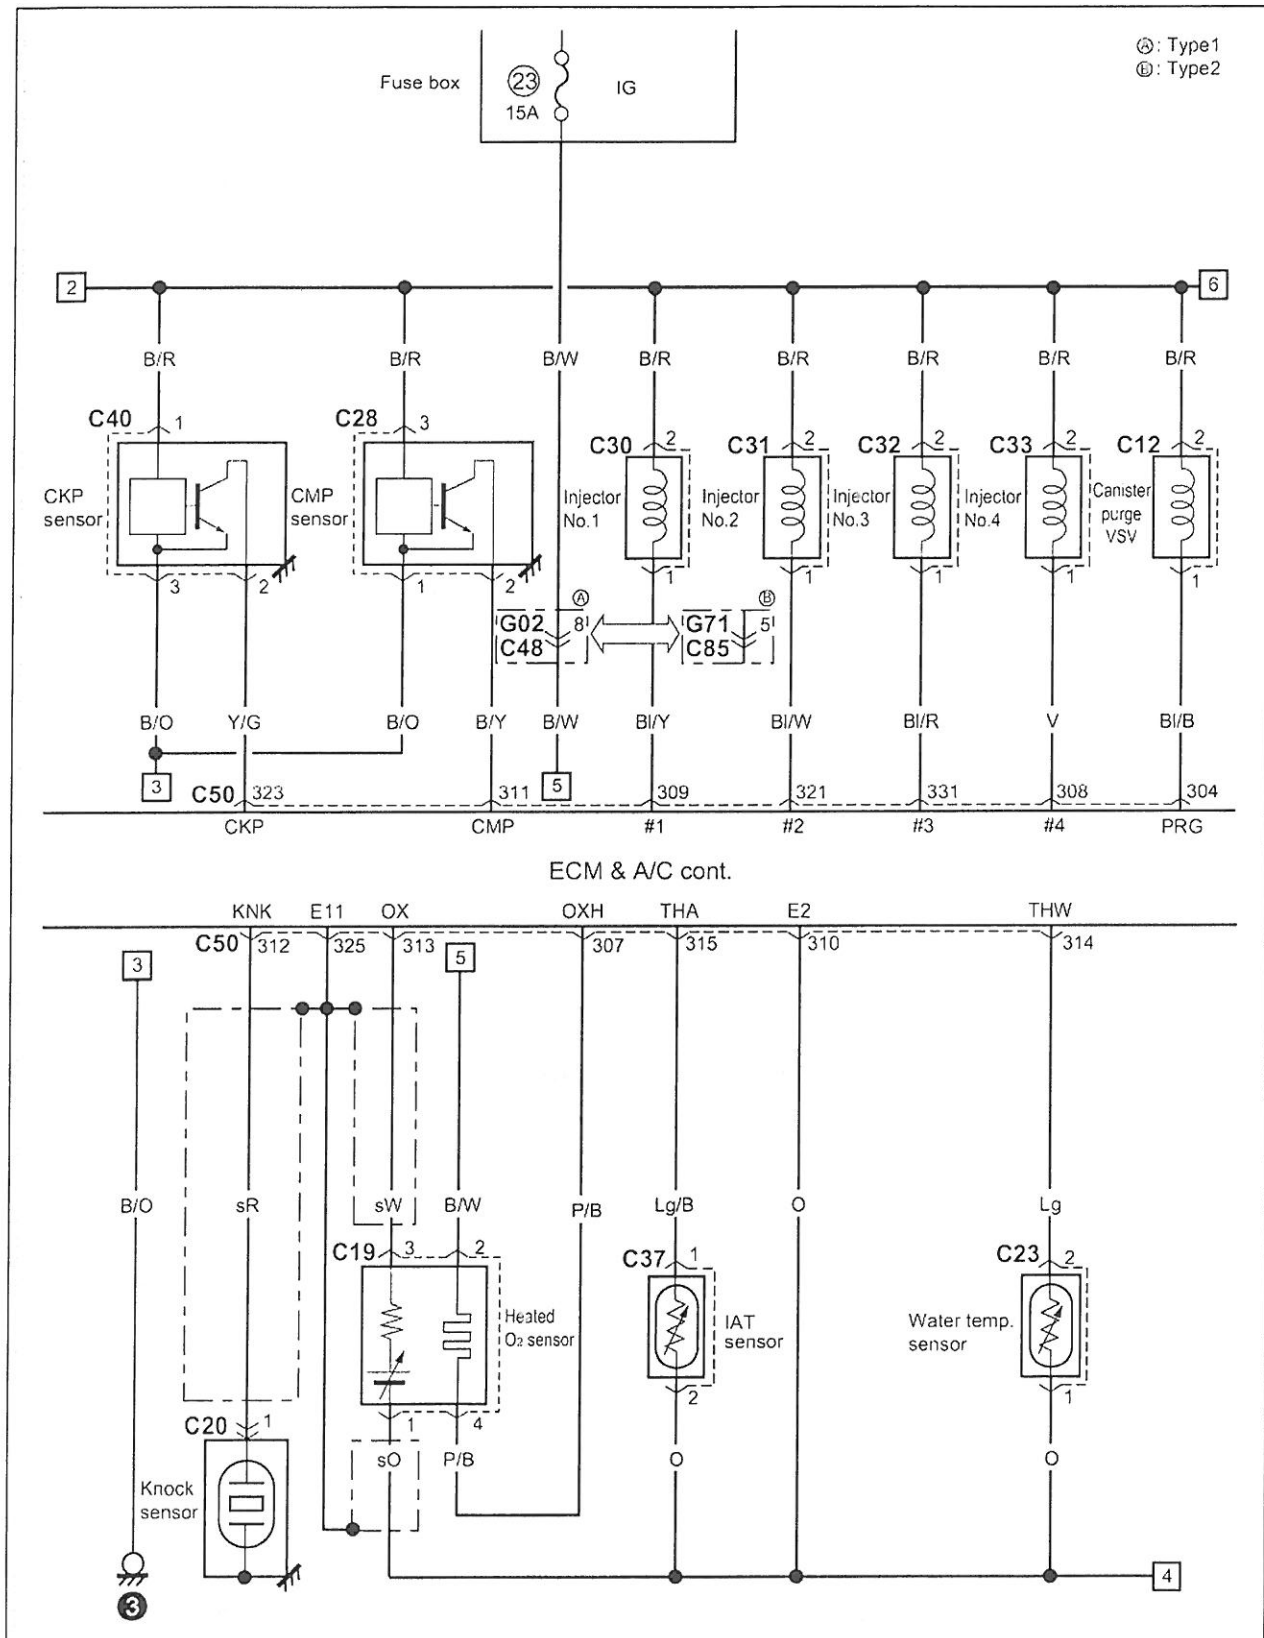 Ⓐ: Type1
Ⓑ: Type2
Fuse box
23
15A
IG
2
6
B/R
B/R
B/W
B/R
B/R
B/R
B/R
B/R
C40
1
C28
3
C30
2
C31
2
C32
2
C33
2
C12
2
CKP
sensor
CMP
sensor
Injector
No.1
Injector
No.2
Injector
No.3
Injector
No.4
Canister
purge
VSV
3
2
1
2
1
1
1
1
1
Ⓐ
G02
8
C48
Ⓑ
G71
5
C85
B/O
Y/G
B/O
B/Y
B/W
Bl/Y
Bl/W
Bl/R
V
Bl/B
3
5
C50
323
311
309
321
331
308
304
CKP
CMP
#1
#2
#3
#4
PRG
ECM & A/C cont.
KNK
E11
OX
OXH
THA
E2
THW
C50
312
325
313
307
315
310
314
3
5
B/O
sR
sW
B/W
P/B
Lg/B
O
Lg
C19
3
2
C37
1
C23
2
Heated
O2 sensor
IAT
sensor
Water temp.
sensor
1
4
2
1
C20
1
sO
P/B
O
O
Knock
sensor
3
4